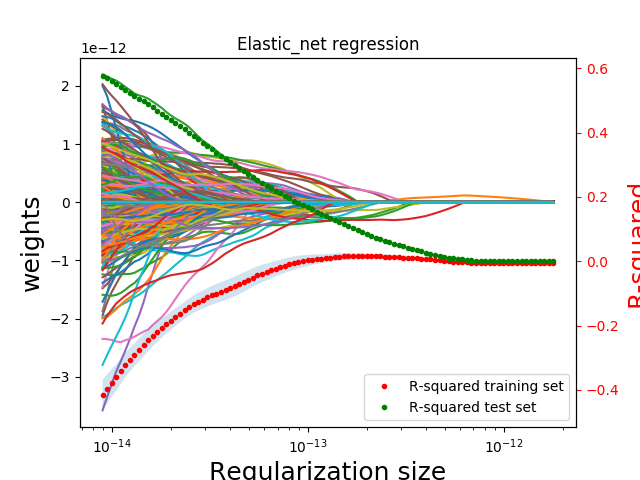 Elastic_net regression
1e−12
2
1
0
−1
−2
−3
weights
0.6
0.4
0.2
0.0
−0.2
−0.4
R-squared
R-squared training set
R-squared test set
10⁻¹⁴
10⁻¹³
10⁻¹²
Regularization size